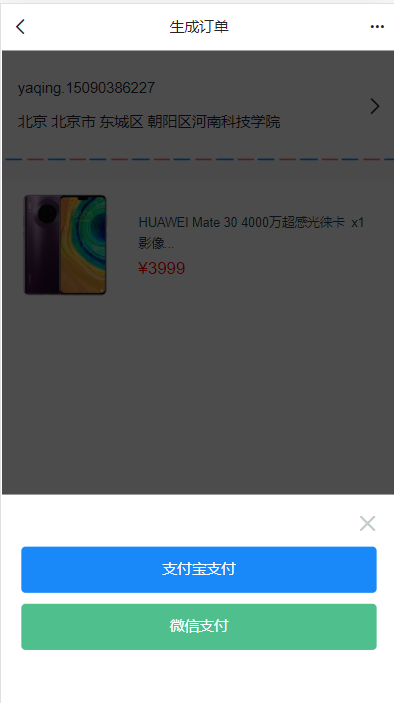 生成订单
yaqing.15090386227
北京 北京市 东城区 朝阳区河南科技学院
HUAWEI Mate 30 4000万超感光徕卡 x1
影像...
¥3999
支付宝支付
微信支付